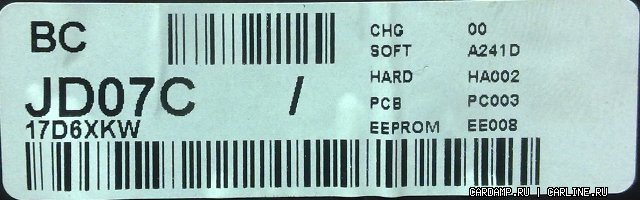 BC
JD07C /
17D6XKW
CHG 00
SOFT A241D
HARD HA002
PCB PC003
EEPROM EE008
CARDAMP.RU | CARLINE.RU